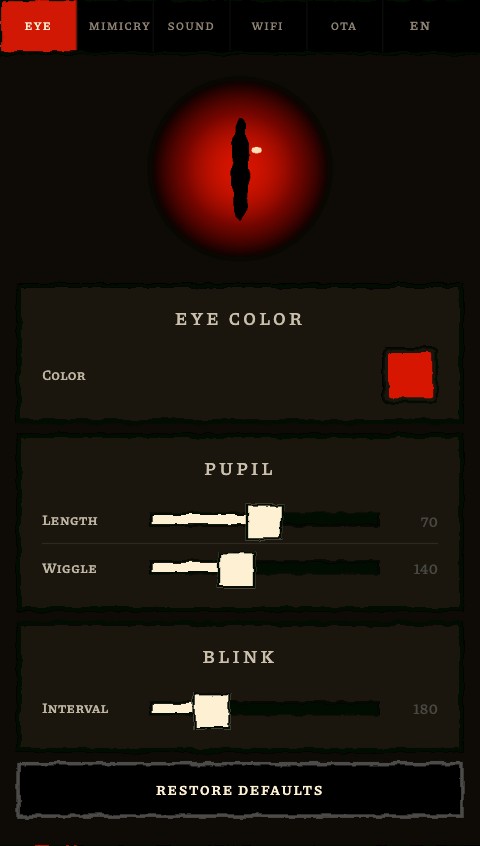 EYE MIMICRY SOUND WIFI OTA EN
EYE COLOR
Color
PUPIL
Length 70
Wiggle 140
BLINK
Interval 180
RESTORE DEFAULTS